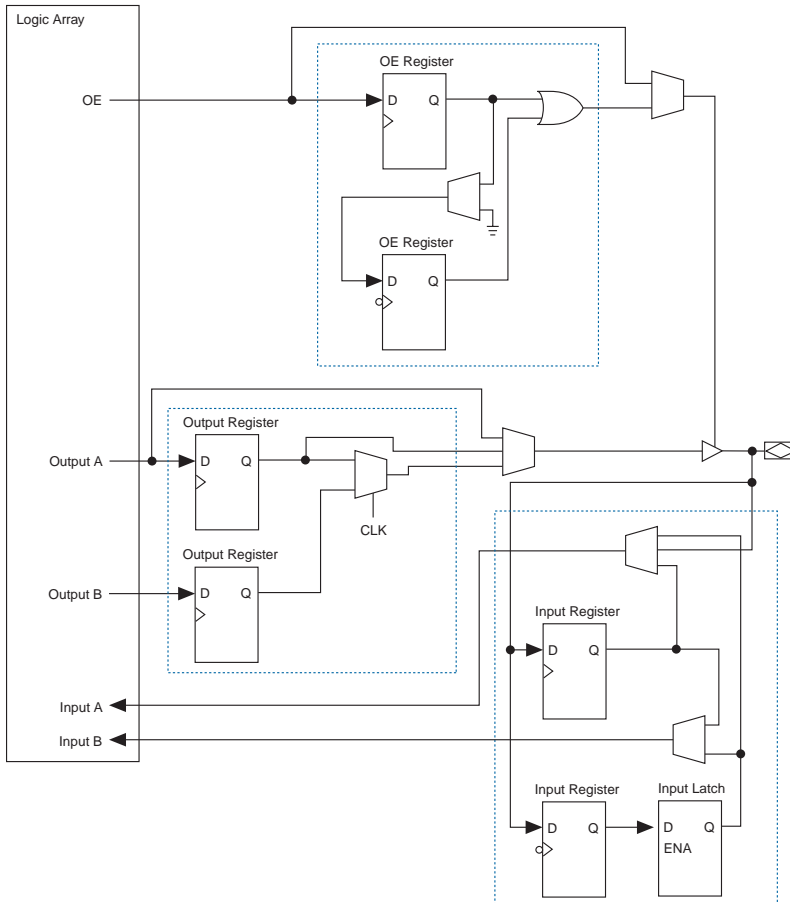 Logic Array
OE Register
OE
D Q
OE Register
D Q
Output Register
Output A
D Q
CLK
Output Register
Output B
D Q
Input Register
D Q
Input A
Input B
Input Register
Input Latch
D Q
D Q
ENA